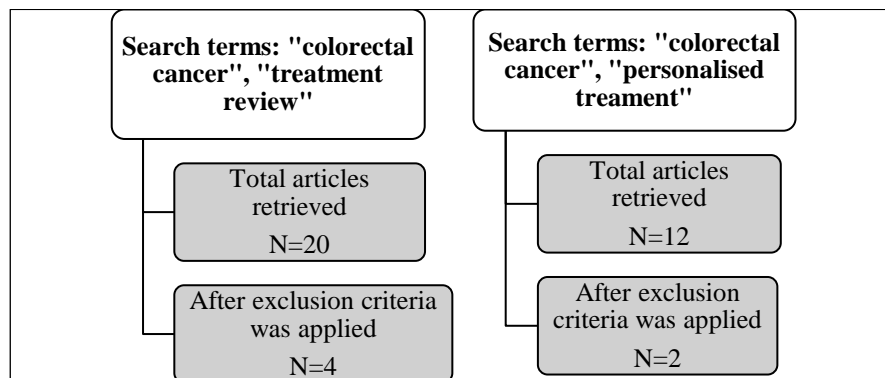 Search terms: "colorectal
cancer", "treatment
review"
Total articles
retrieved
N=20
After exclusion criteria
was applied
N=4
Search terms: "colorectal
cancer", "personalised
treament"
Total articles
retrieved
N=12
After exclusion
criteria was applied
N=2